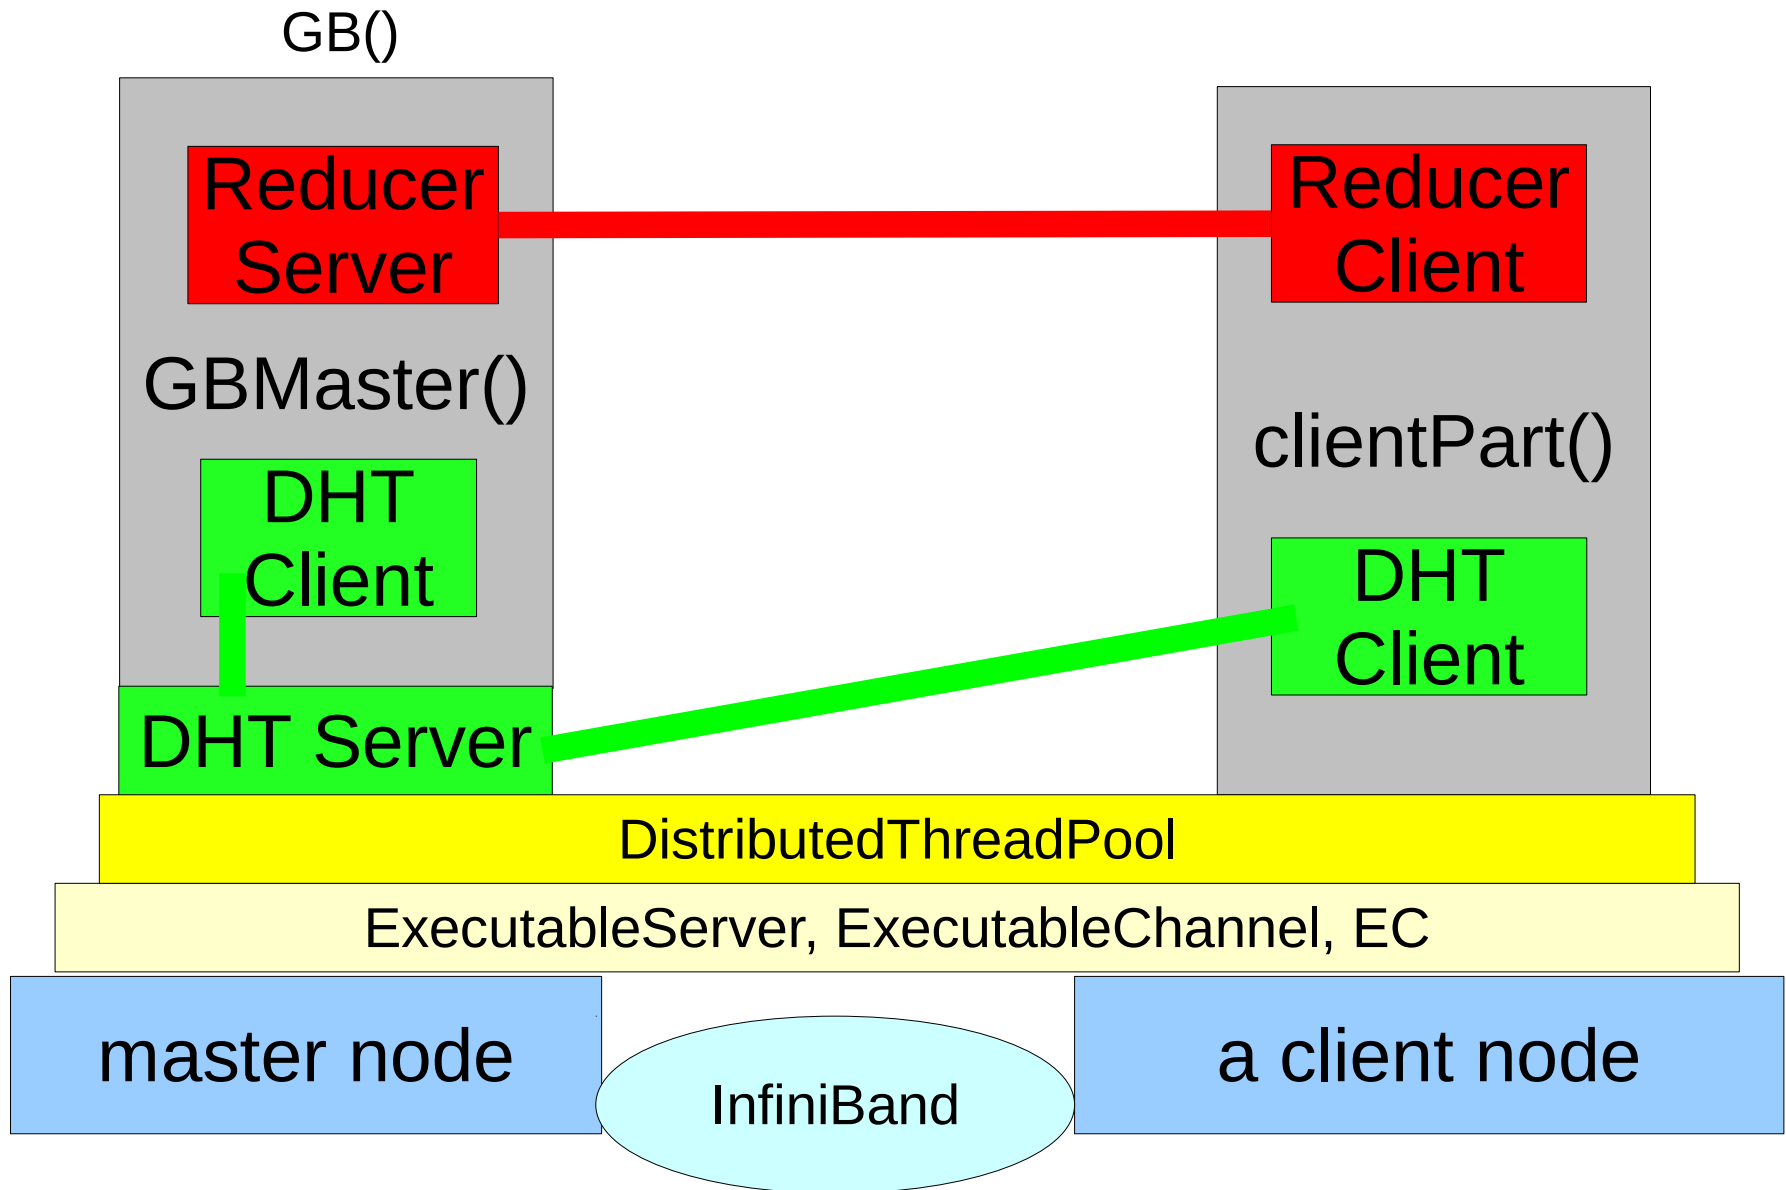 GB()
Reducer
Server
GBMaster()
DHT
Client
DHT Server
Reducer
Client
clientPart()
DHT
Client
DistributedThreadPool
ExecutableServer, ExecutableChannel, EC
master node
InfiniBand
a client node